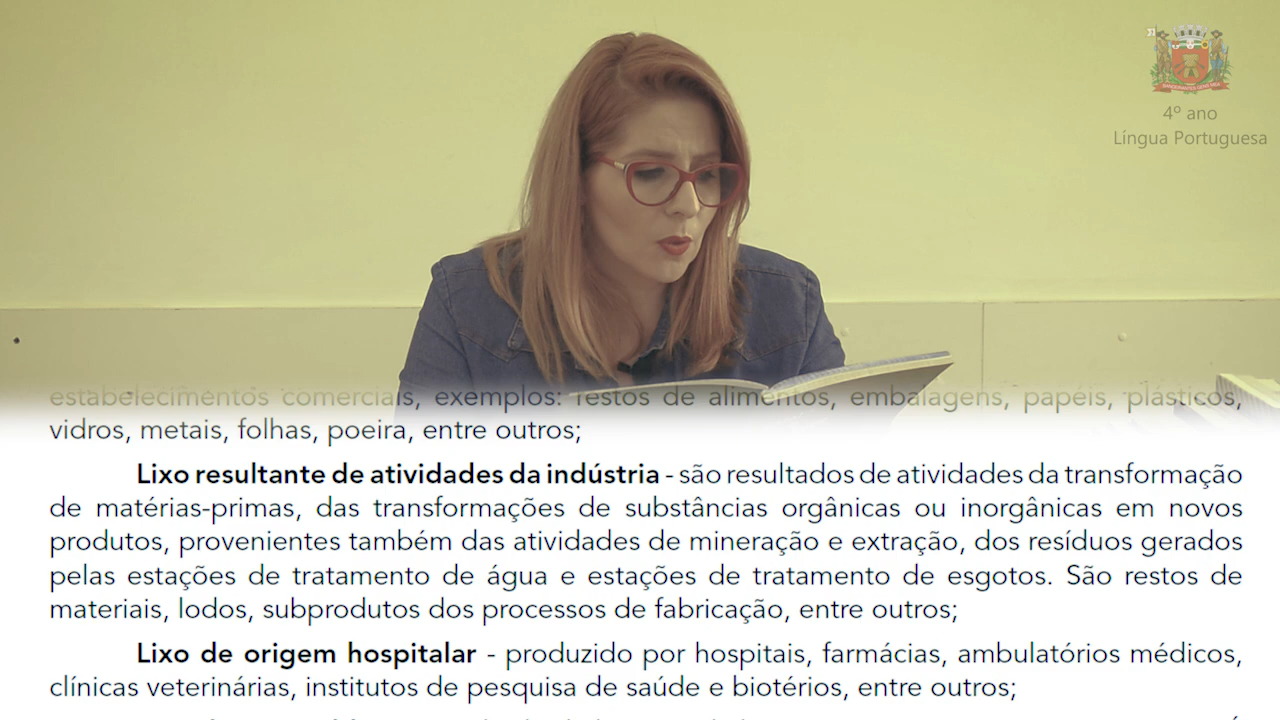 4º ano
Língua Portuguesa
estabelecimentos comerciais, exemplos: restos de alimentos, embalagens, papéis, plásticos,
vidros, metais, folhas, poeira, entre outros;
Lixo resultante de atividades da indústria - são resultados de atividades da transformação
de matérias-primas, das transformações de substâncias orgânicas ou inorgânicas em novos
produtos, provenientes também das atividades de mineração e extração, dos resíduos gerados
pelas estações de tratamento de água e estações de tratamento de esgotos. São restos de
materiais, lodos, subprodutos dos processos de fabricação, entre outros;
Lixo de origem hospitalar - produzido por hospitais, farmácias, ambulatórios médicos,
clínicas veterinárias, institutos de pesquisa de saúde e biotérios, entre outros;